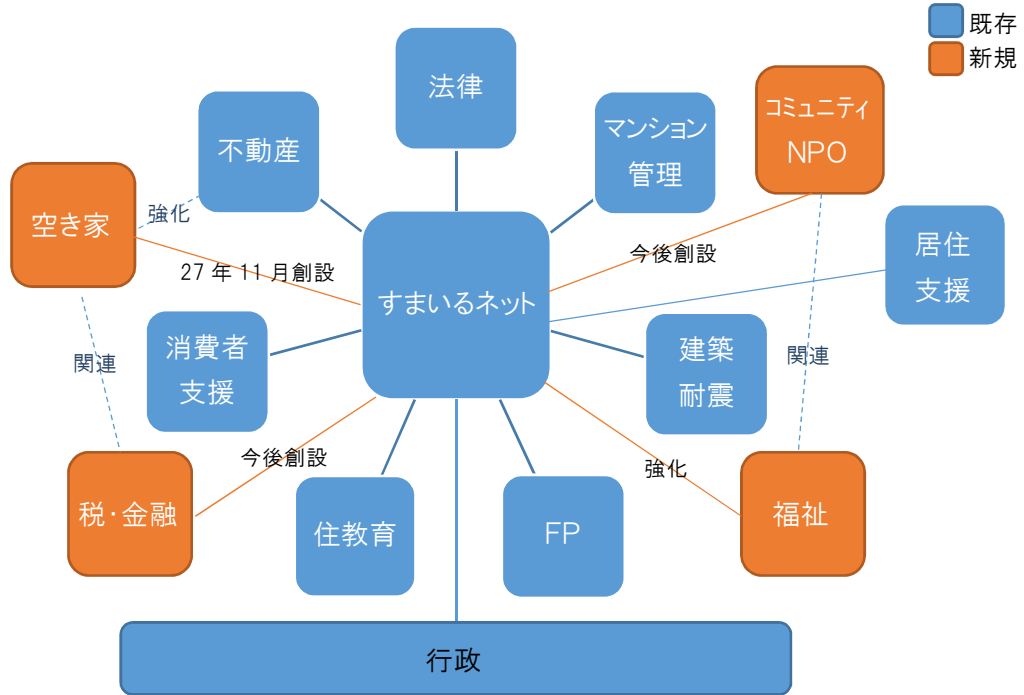 既存
新規
法律
コミュニティ
NPO
マンション
管理
不動産
空き家
強化
居住
支援
今後創設
27年11月創設
すまいるネット
消費者
支援
建築
耐震
関連
関連
今後創設
強化
税・金融
福祉
住教育
FP
行政